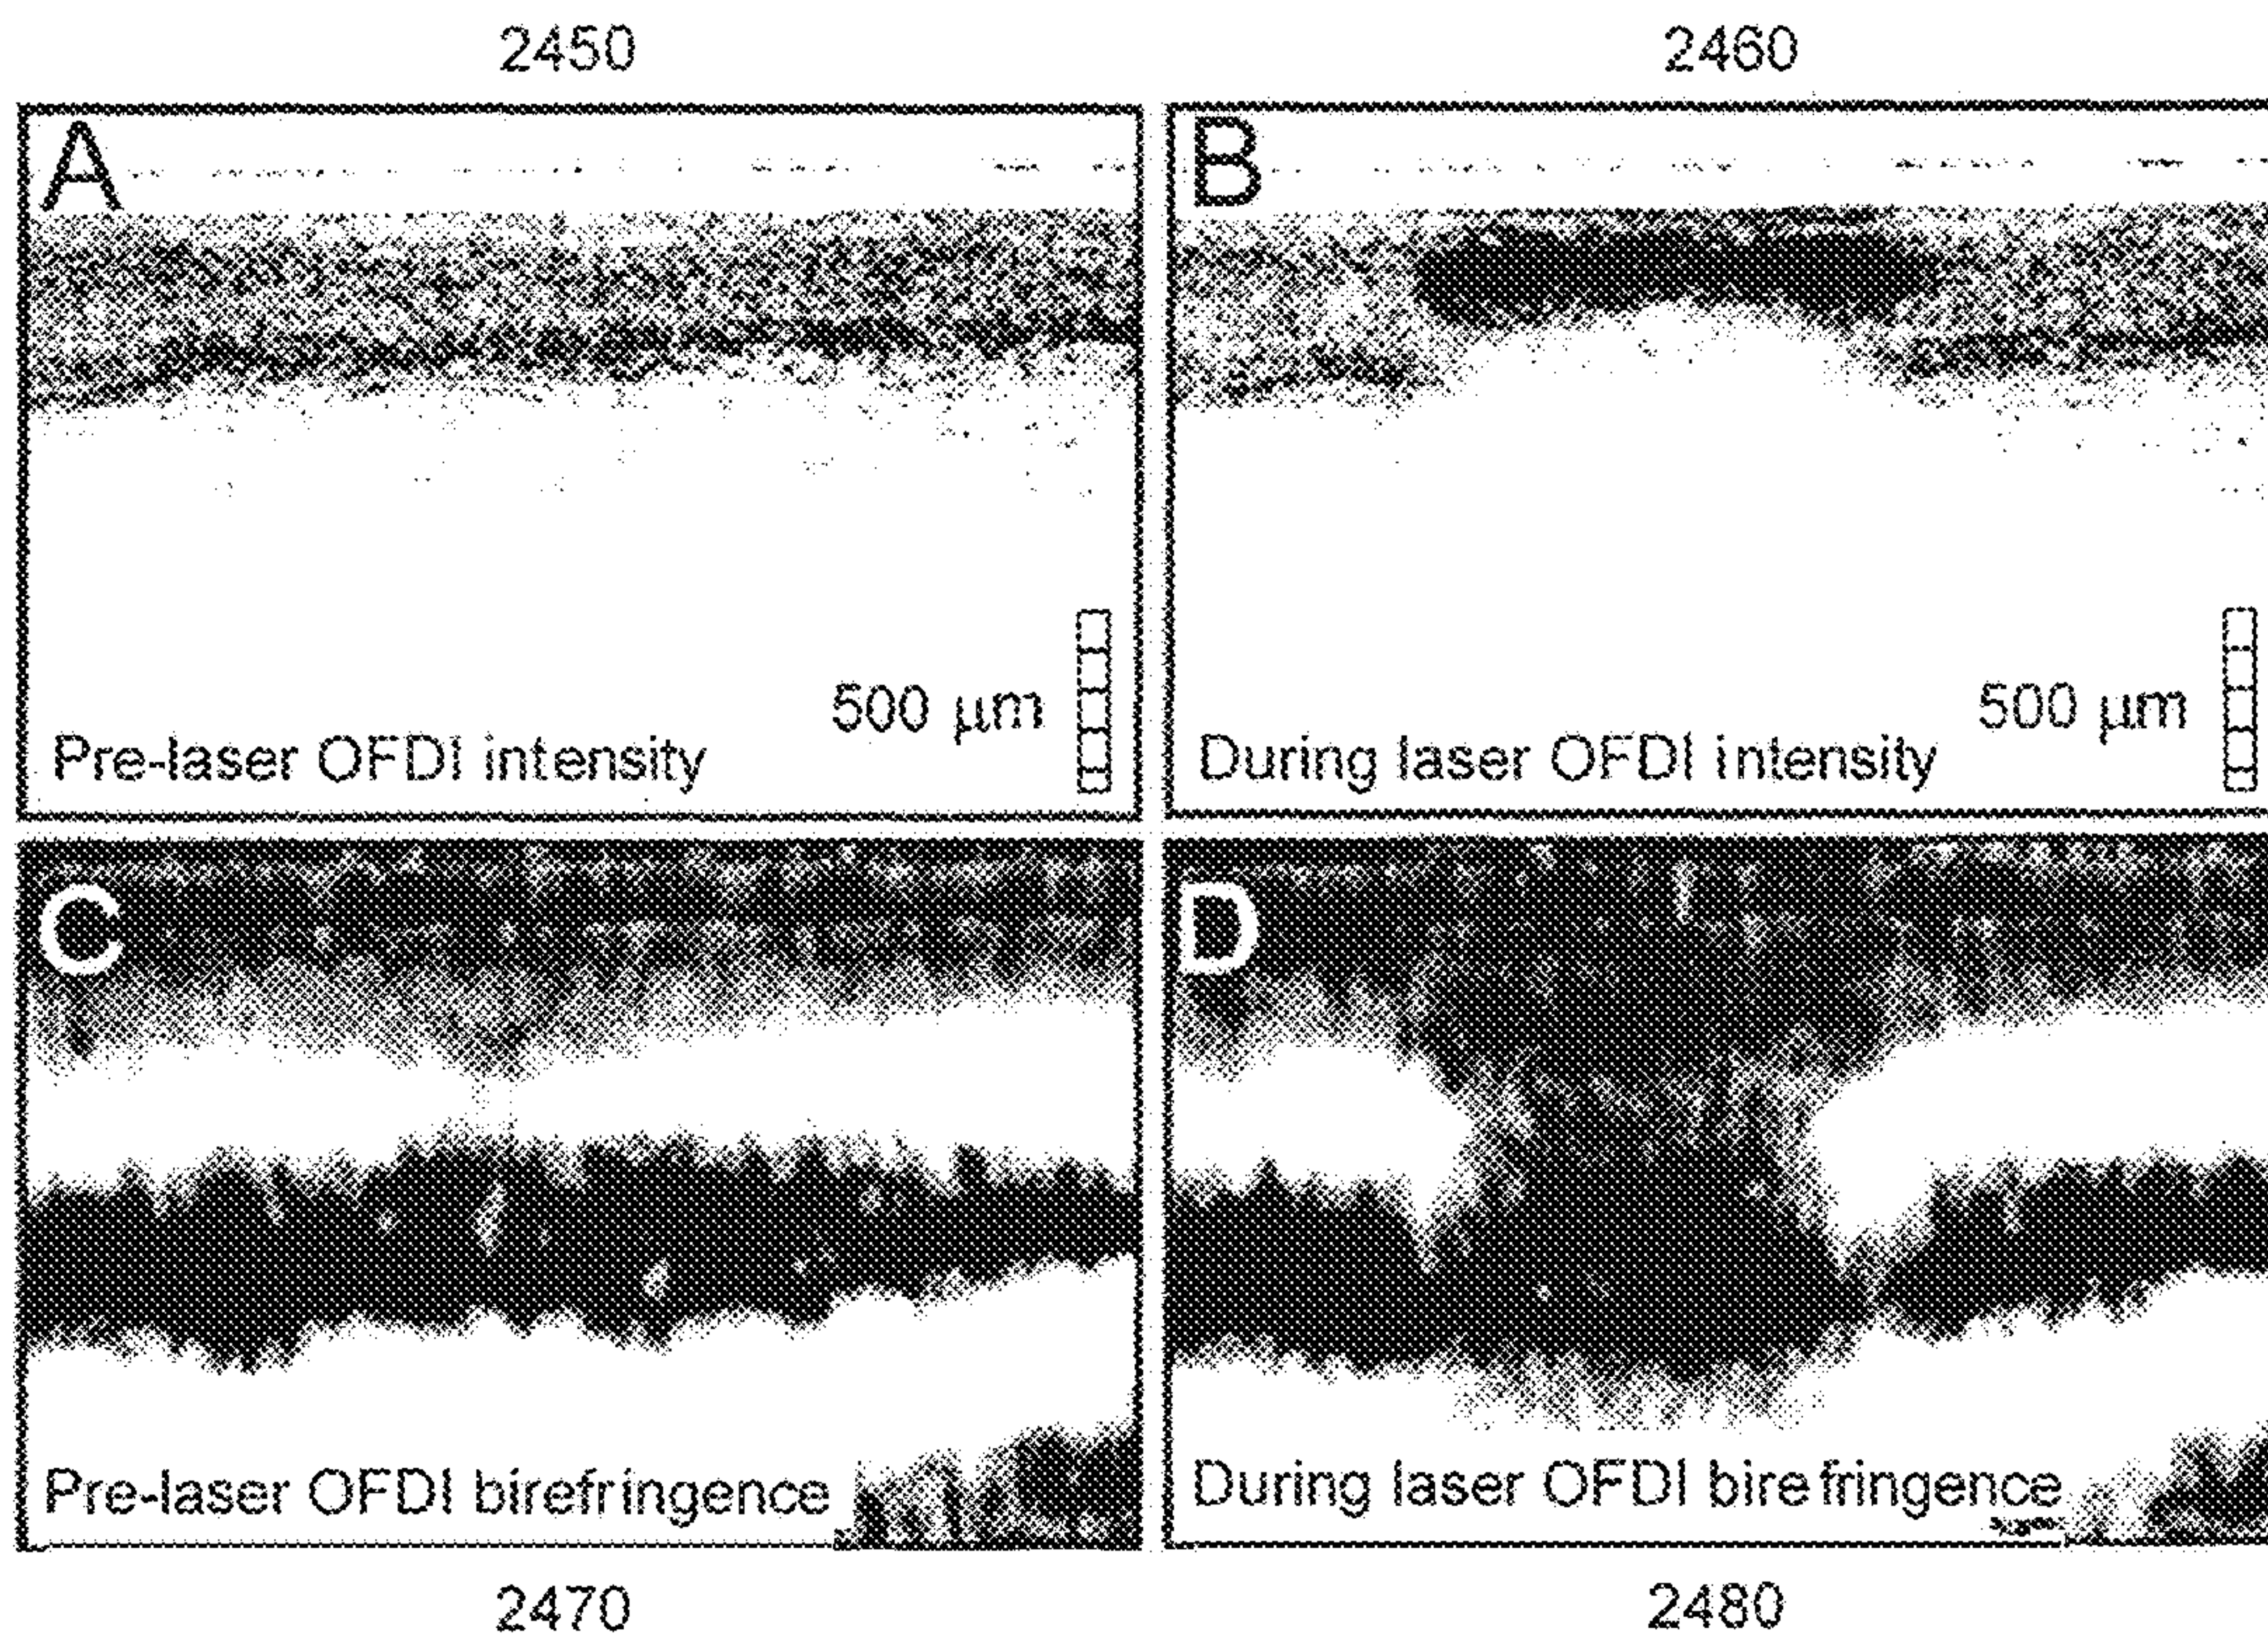 2450
2460
A
B
500 µm
Pre-laser OFDI intensity
500 µm
During laser OFDI intensity
C
D
Pre-laser OFDI birefringence
During laser OFDI birefringence
2470
2480